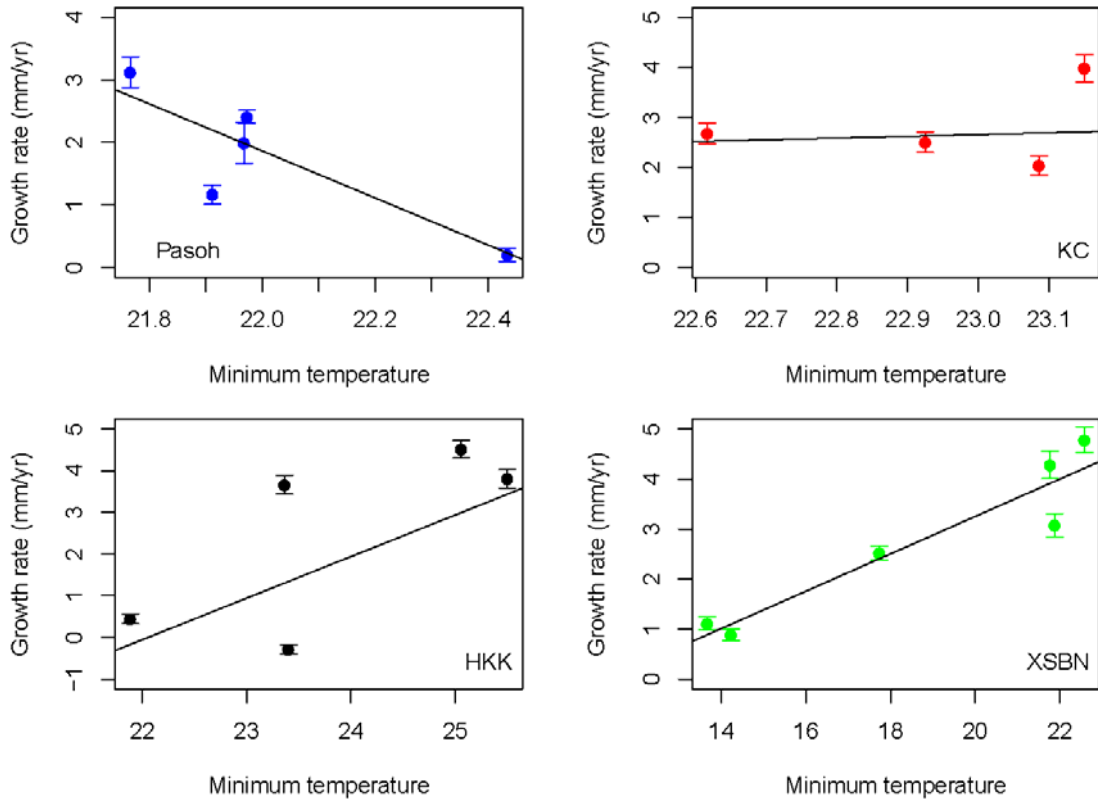 Growth rate (mm/yr)
4
3
2
1
0
Pasoh
21.8 22.0 22.2 22.4
Minimum temperature
Growth rate (mm/yr)
5
4
3
2
1
0
KC
22.6 22.7 22.8 22.9 23.0 23.1
Minimum temperature
Growth rate (mm/yr)
5
4
3
2
1
0
−1
HKK
22 23 24 25
Minimum temperature
Growth rate (mm/yr)
5
4
3
2
1
0
XSBN
14 16 18 20 22
Minimum temperature